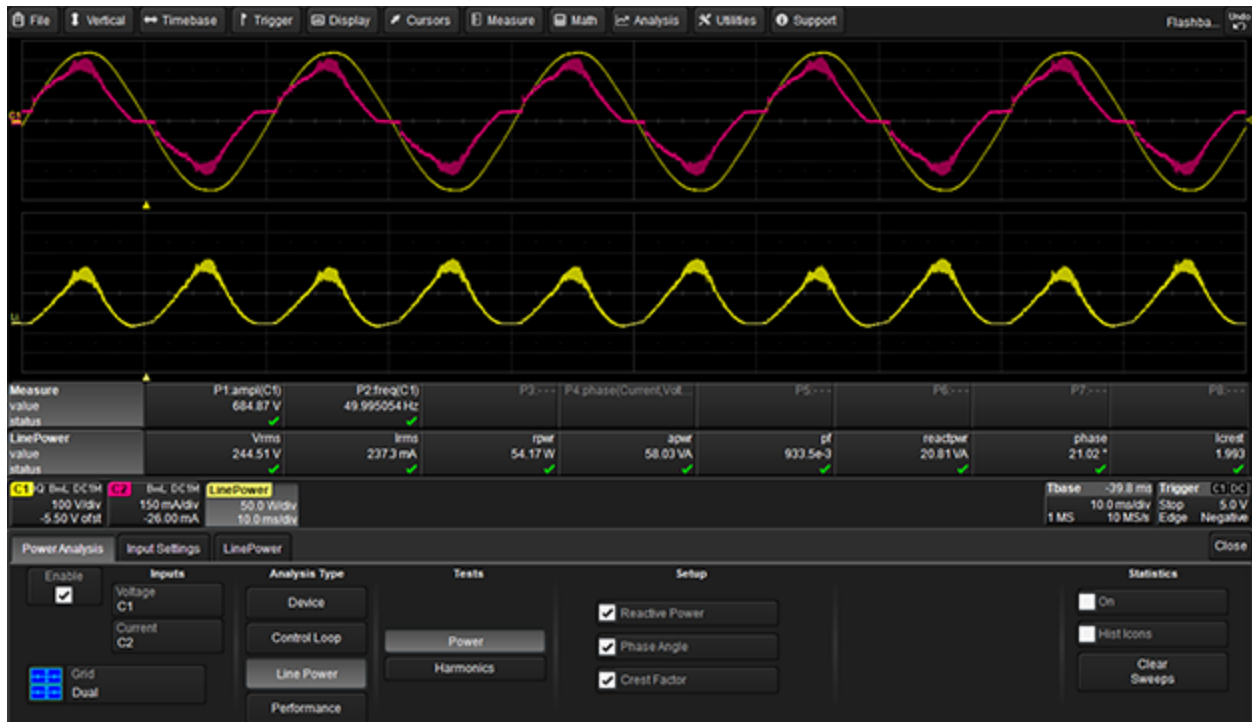 File Vertical Timebase Trigger Display Cursors Measure Math Analysis Utilities Support Flashba... Undo
C1
Measure P1:ampl(C1) P2:freq(C1) P3:--- P4:phase(Current,Volt... P5:--- P6:--- P7:--- P8:---
value 684.87 V 49.995054 Hz
status
LinePower Vrms Irms rpwr apwr pf reactpwr phase Icrest
value 244.51 V 237.3 mA 54.17 W 58.03 VA 933.5e-3 20.81 VA 21.02 ° 1.993
status
C1 BwL DC1M C2 BwL DC1M LinePower Tbase -39.8 ms Trigger C1 DC
100 V/div 150 mA/div 50.0 W/div 10.0 ms/div Stop 5.0 V
-5.50 V ofst -26.00 mA 10.0 ms/div 1 MS 10 MS/s Edge Negative
Power Analysis Input Settings LinePower Close
Enable Inputs Analysis Type Tests Setup Statistics
Voltage
C1
Device
Reactive Power
On
Current
C2
Control Loop
Power
Phase Angle
Hist Icons
Grid
Dual
Line Power
Harmonics
Crest Factor
Clear
Sweeps
Performance